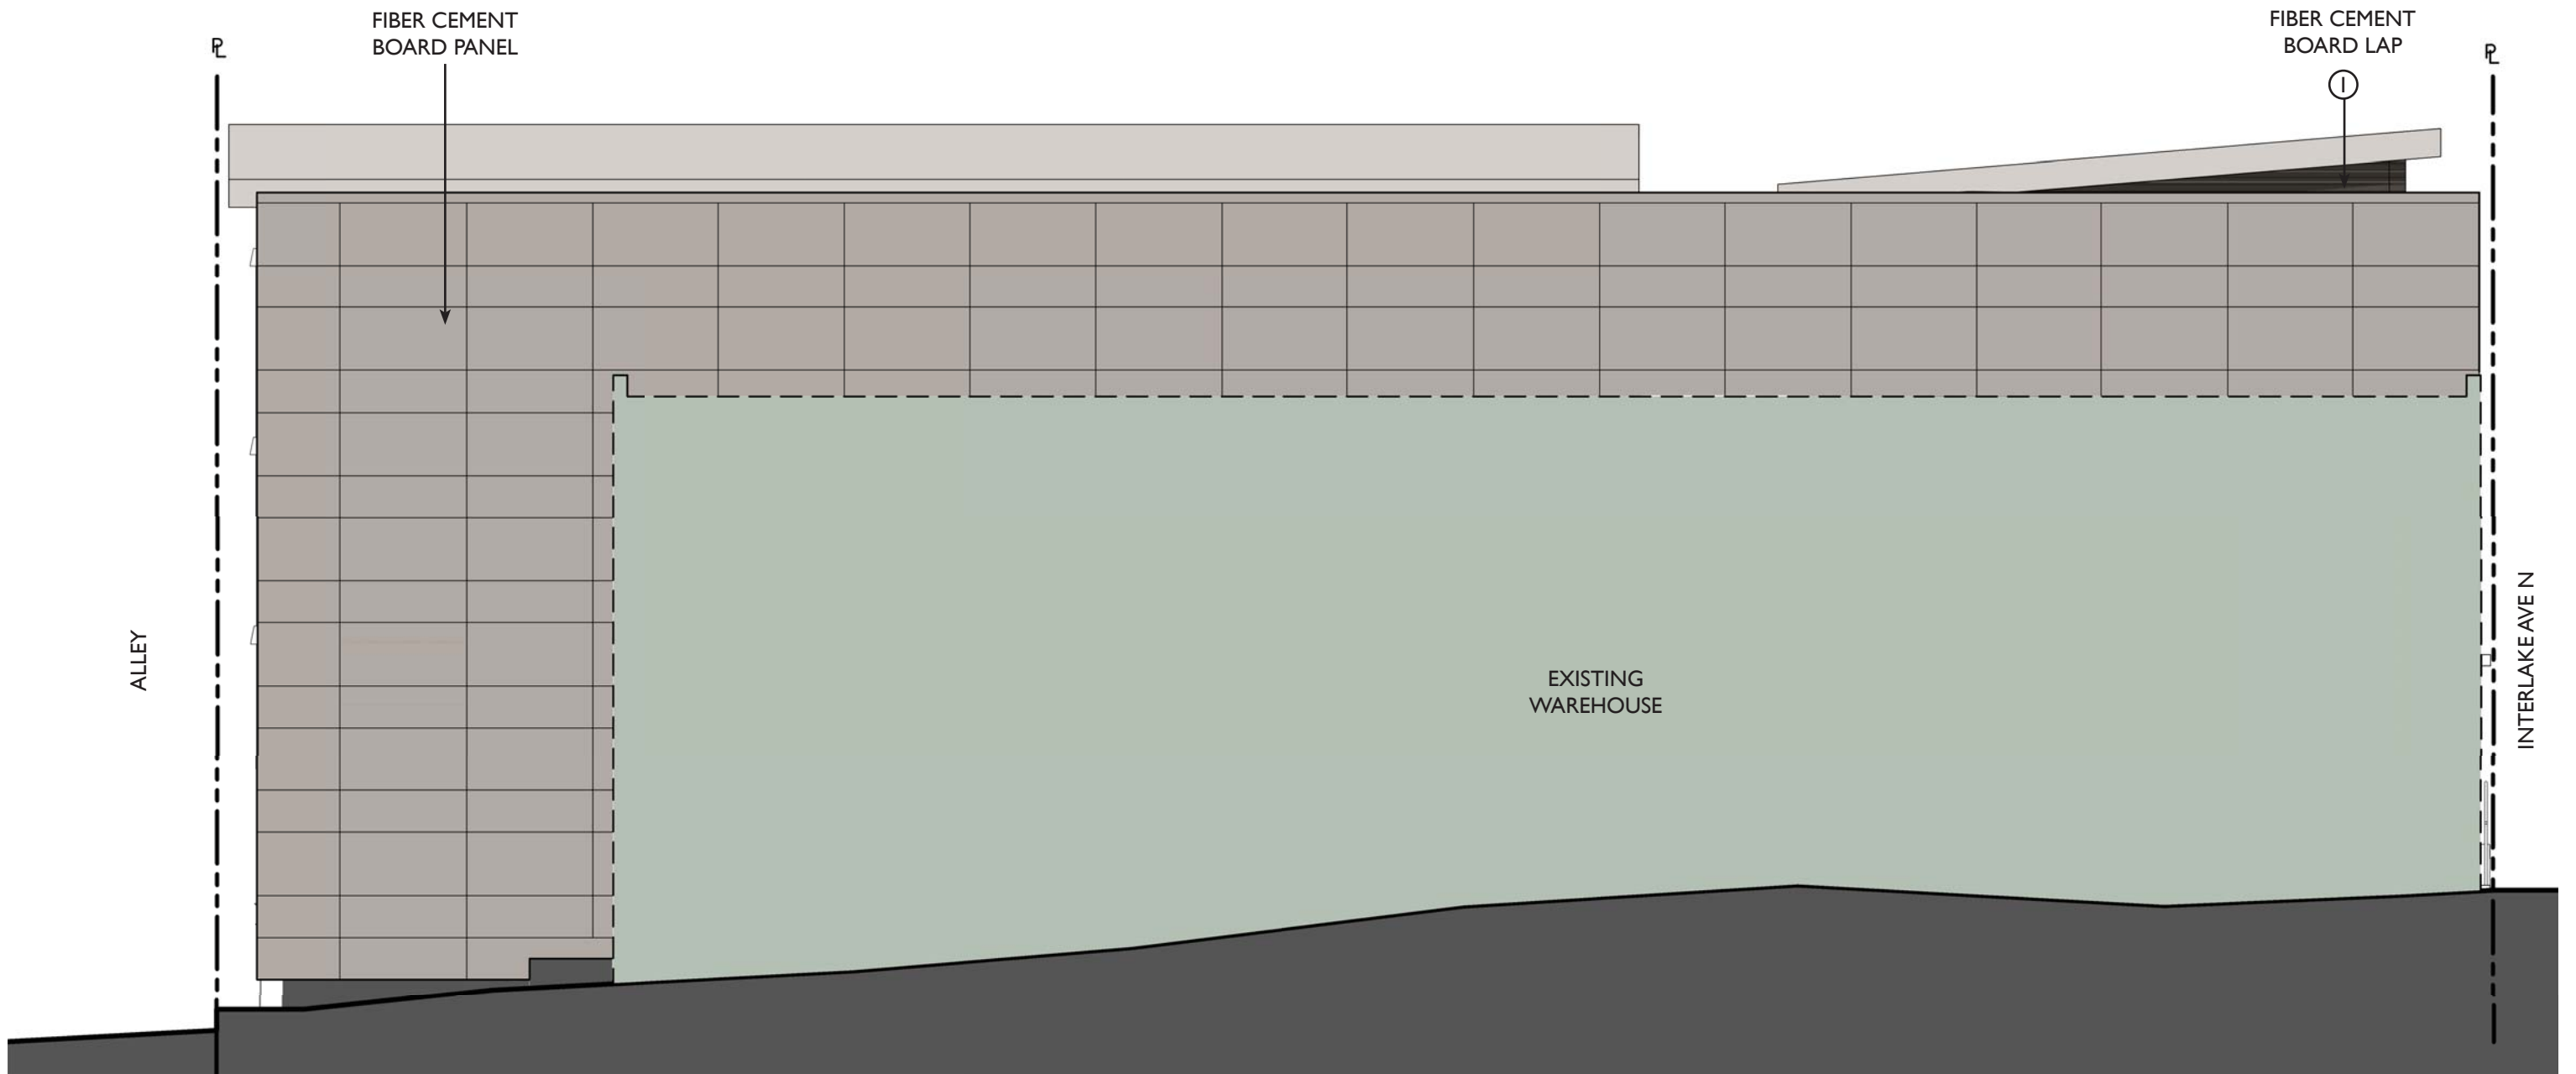 FIBER CEMENT
BOARD PANEL
FIBER CEMENT
BOARD LAP
PL
PL
1
ALLEY
EXISTING
WAREHOUSE
INTERLAKE AVE N